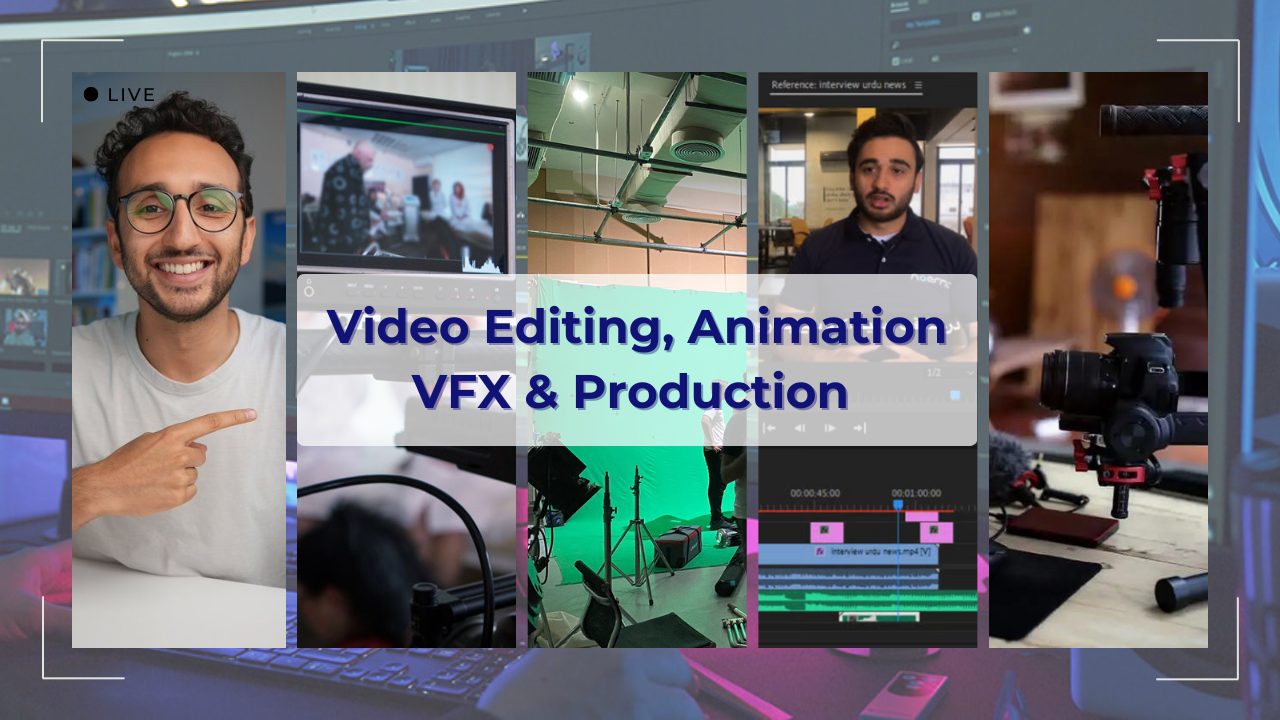 LIVE
Reference: Interview urdu news
Video Editing, Animation
VFX & Production
1/2
00:00:45:00 00:01:00:00
Interview urdu news.mp4 [V]